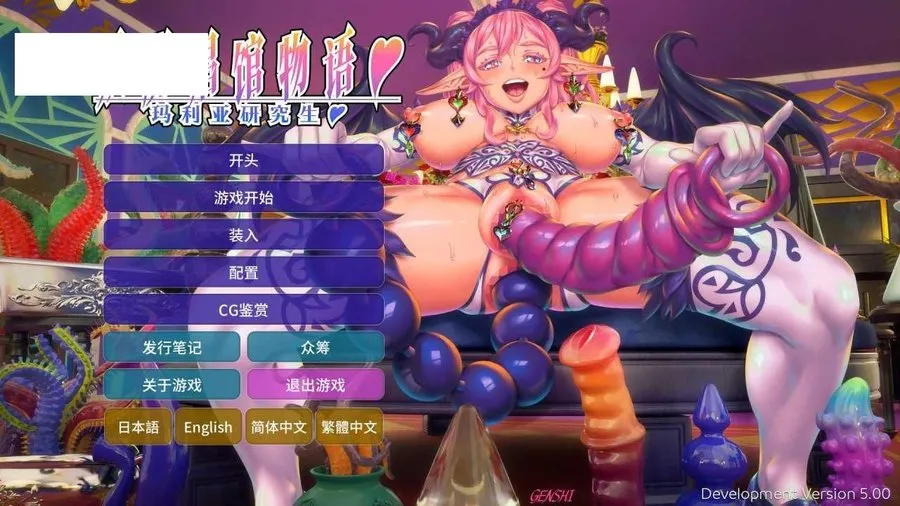 馆物语
玛利亚研究生
开头
游戏开始
装入
配置
CG鉴赏
发行笔记 众筹
关于游戏 退出游戏
日本語 English 简体中文 繁體中文
GENSHI
Development Version 5.00